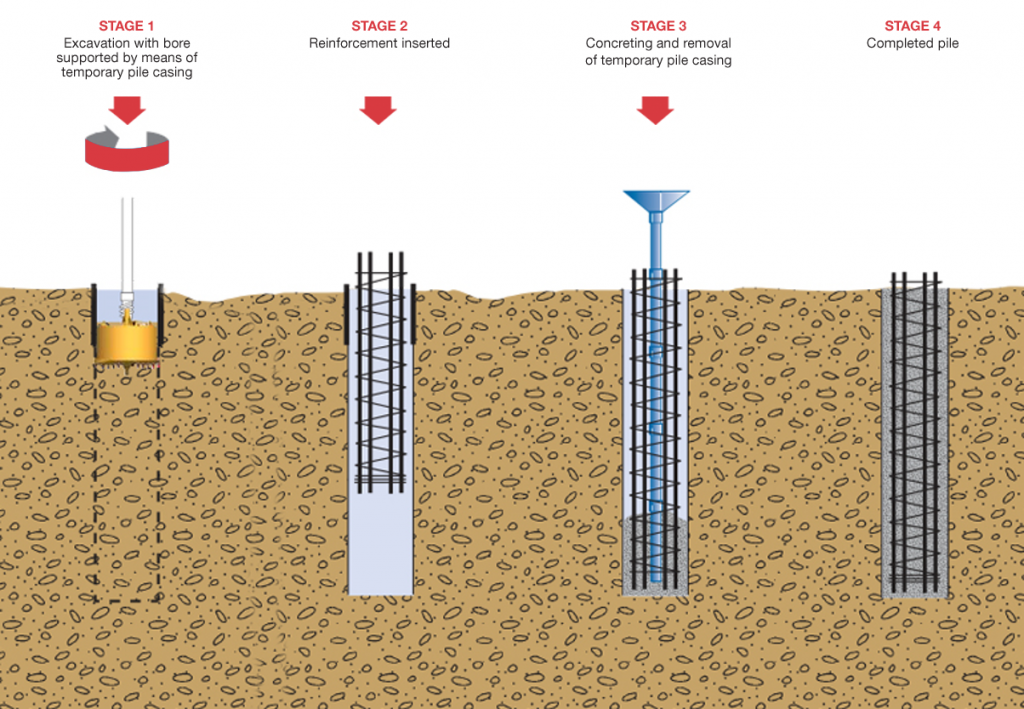 STAGE 1
Excavation with bore
supported by means of
temporary pile casing
STAGE 2
Reinforcement inserted
STAGE 3
Concreting and removal
of temporary pile casing
STAGE 4
Completed pile